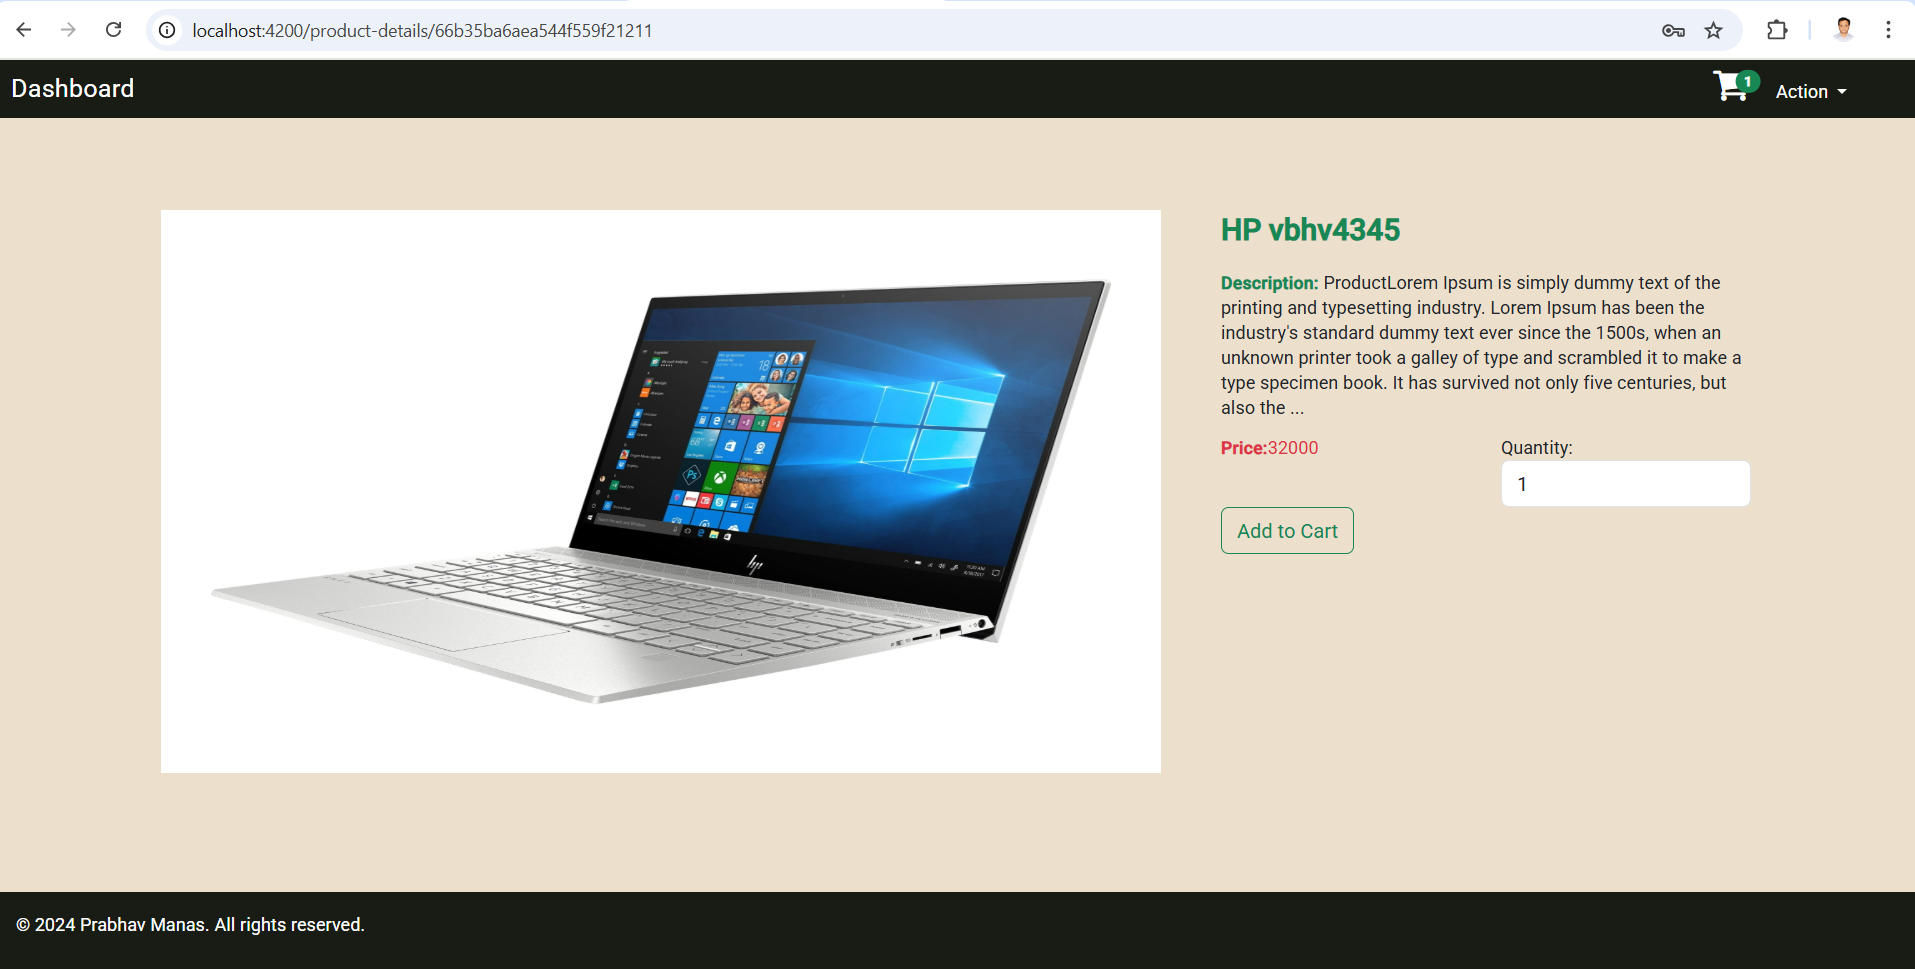 localhost:4200/product-details/66b35ba6aea544f559f21211
Dashboard
1
Action
HP vbhv4345
Description: ProductLorem Ipsum is simply dummy text of the
printing and typesetting industry. Lorem Ipsum has been the
industry's standard dummy text ever since the 1500s, when an
unknown printer took a galley of type and scrambled it to make a
type specimen book. It has survived not only five centuries, but
also the ...
Price:32000
Quantity:
1
Add to Cart
18
Ps
hp
© 2024 Prabhav Manas. All rights reserved.